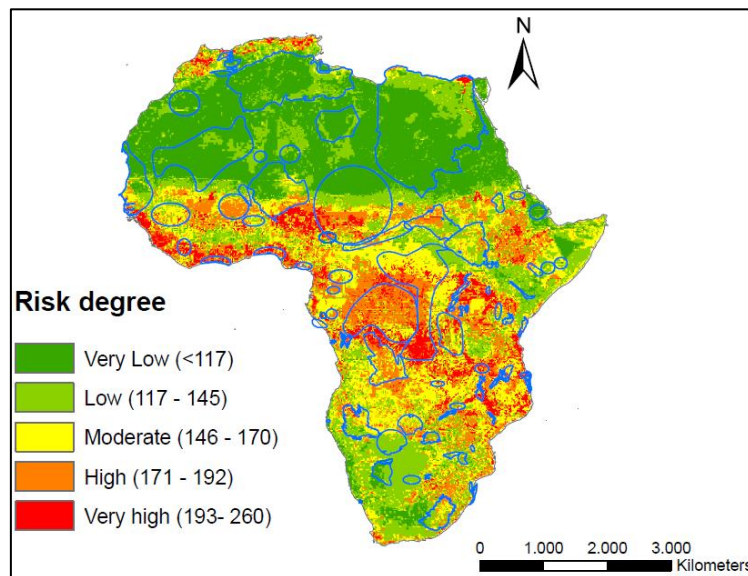 N
Risk degree
Very Low (<117)
Low (117 - 145)
Moderate (146 - 170)
High (171 - 192)
Very high (193- 260)
0 1.000 2.000 3.000
Kilometers